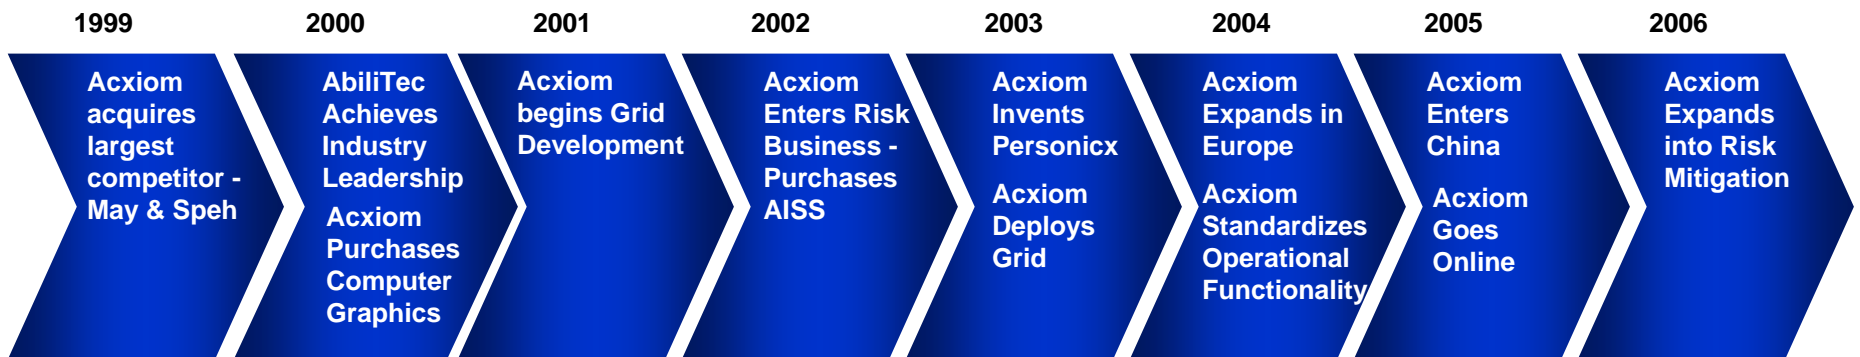 1999
2000
2001
2002
2003
2004
2005
2006
Acxiom
acquires
largest
competitor -
May & Speh
AbiliTec
Achieves
Industry
Leadership
Acxiom
Purchases
Computer
Graphics
Acxiom
begins Grid
Development
Acxiom
Enters Risk
Business -
Purchases
AISS
Acxiom
Invents
Personicx
Acxiom
Deploys
Grid
Acxiom
Expands in
Europe
Acxiom
Standardizes
Operational
Functionality
Acxiom
Enters
China
Acxiom
Goes
Online
Acxiom
Expands
into Risk
Mitigation